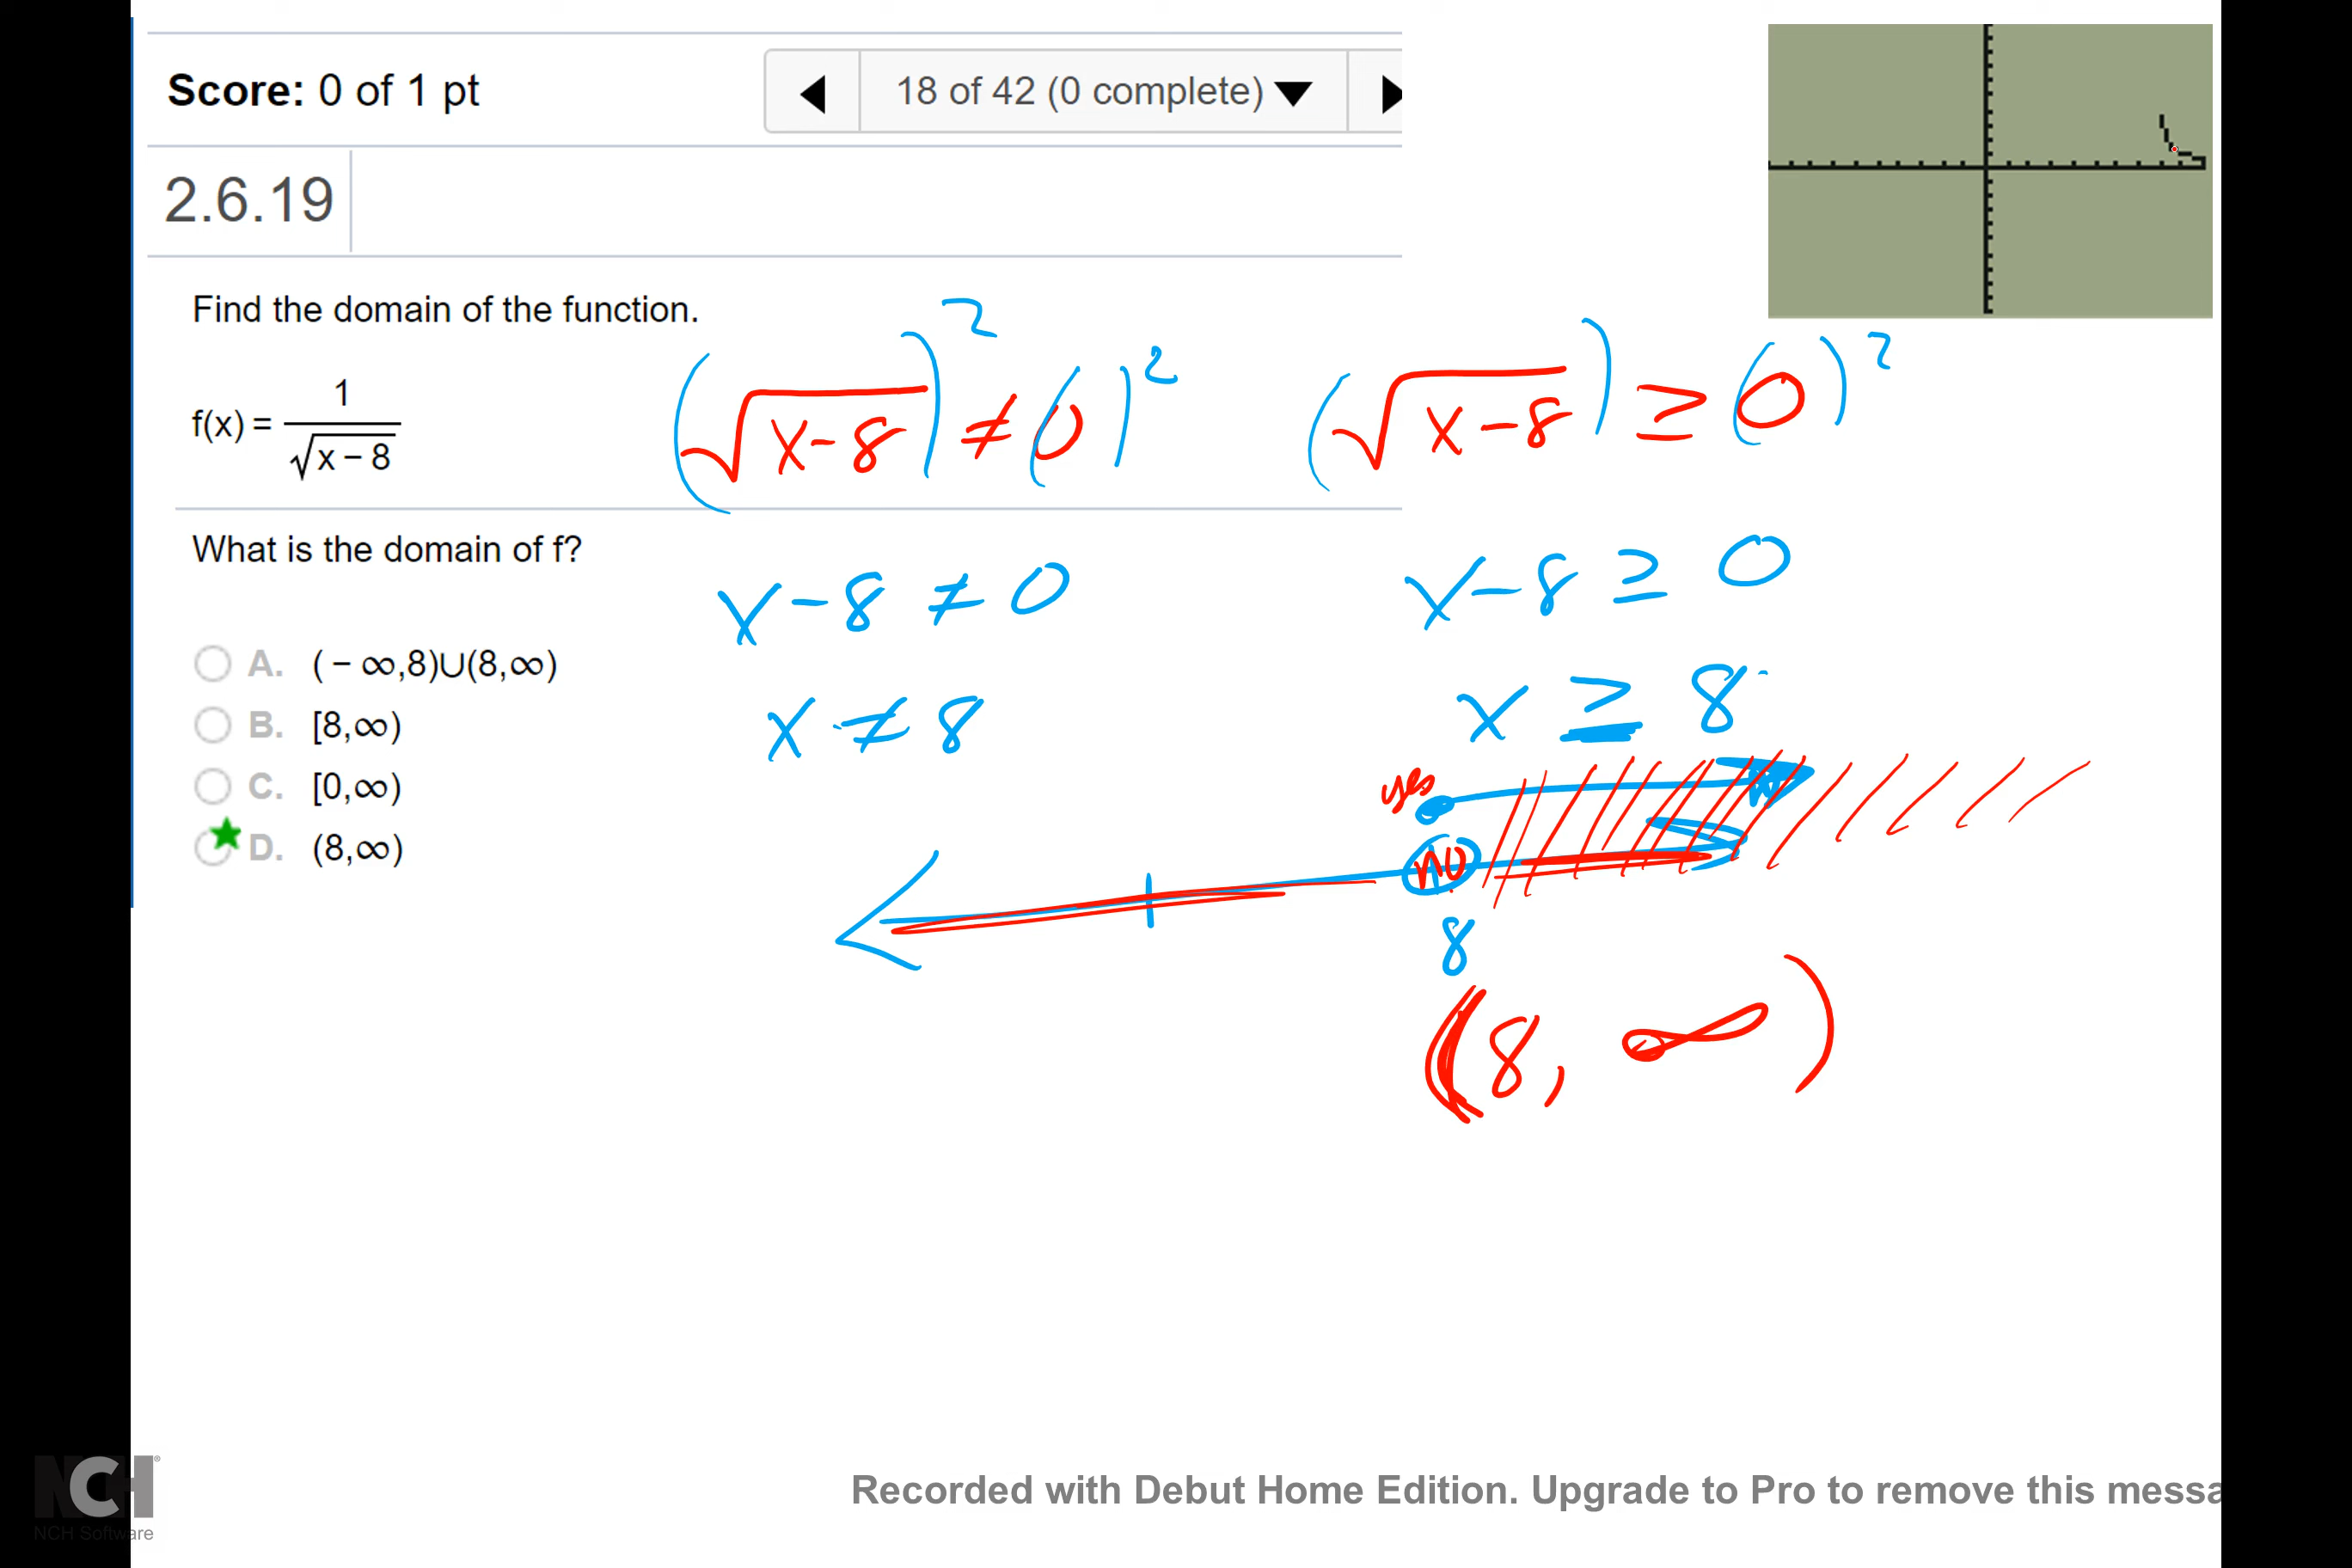 Score: 0 of 1 pt
18 of 42 (0 complete)
2.6.19
Find the domain of the function.
f(x) = 1 / √(x − 8)
(√(x-8))² ≠ (0)²
(√(x-8)) ≥ (0)²
What is the domain of f?
x-8 ≠ 0
x-8 ≥ 0
A. (−∞,8)∪(8,∞)
x ≠ 8
x ≥ 8
B. [8,∞)
C. [0,∞)
yes
D. (8,∞)
no
8
(8, ∞)
NCH®
NCH Software
Recorded with Debut Home Edition. Upgrade to Pro to remove this messa